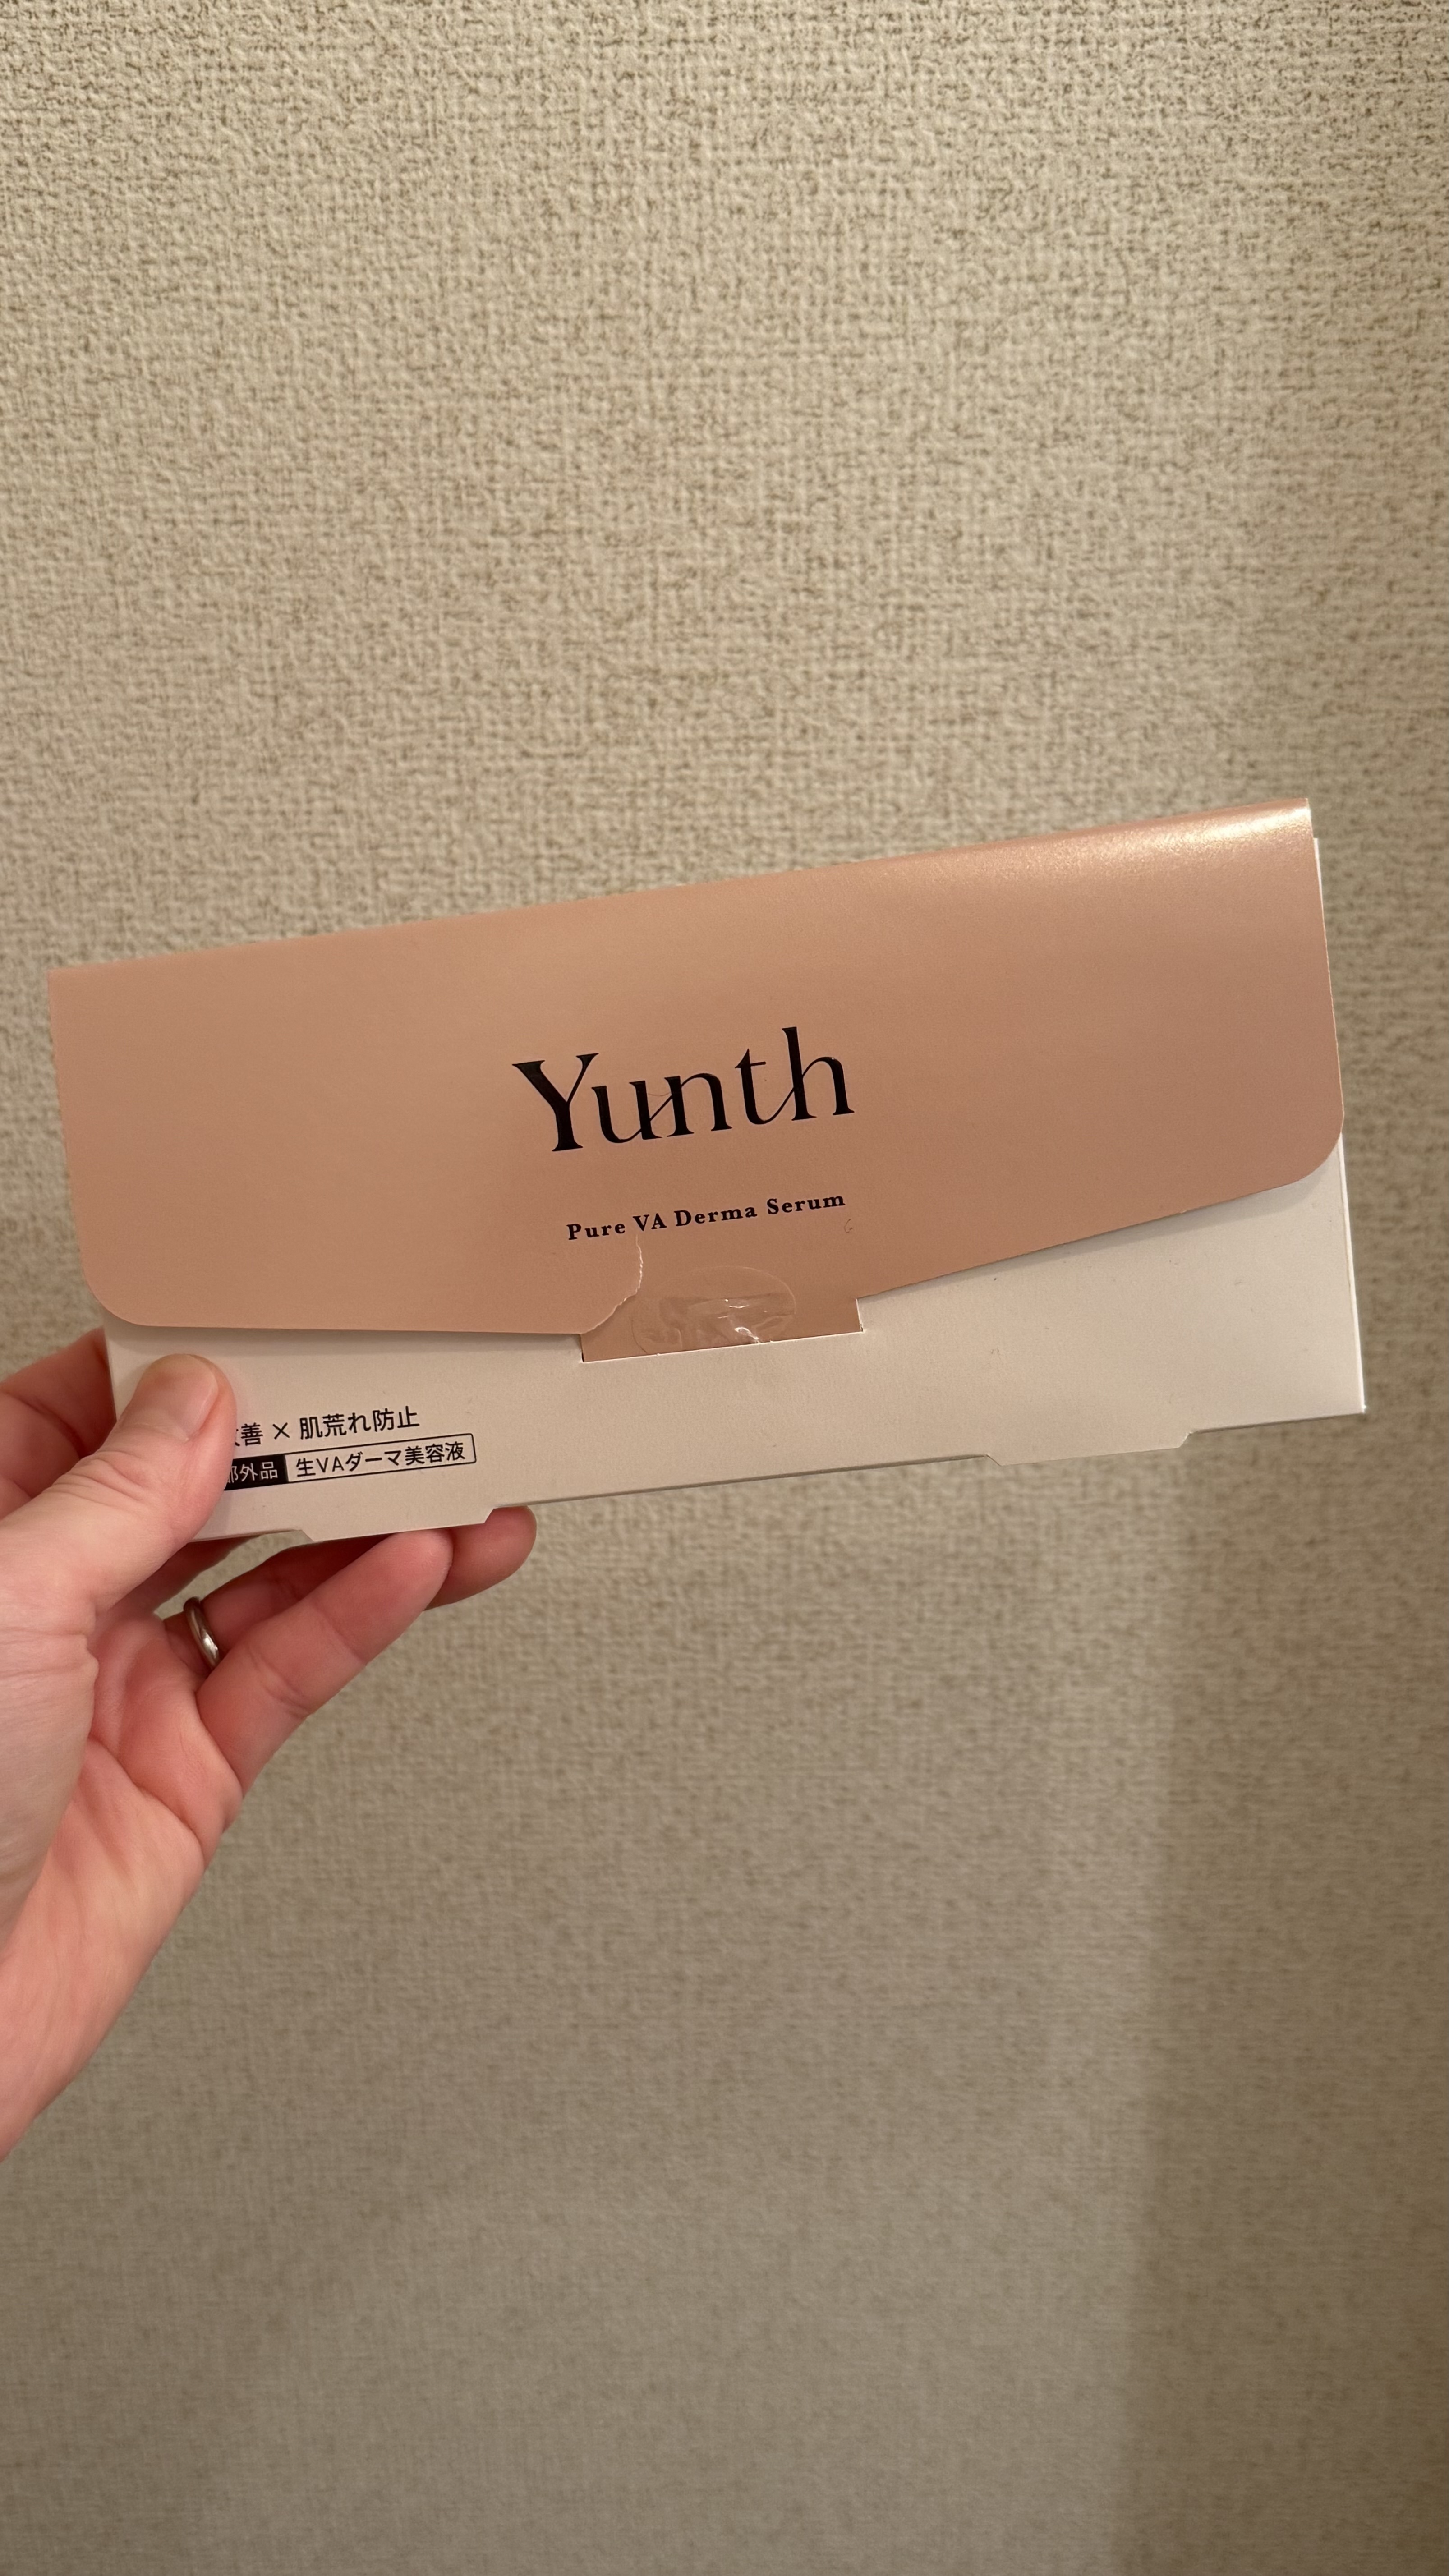 Yunth
Pure VA Derma Serum
善 × 肌荒れ防止
外品 生VAダーマ美容液